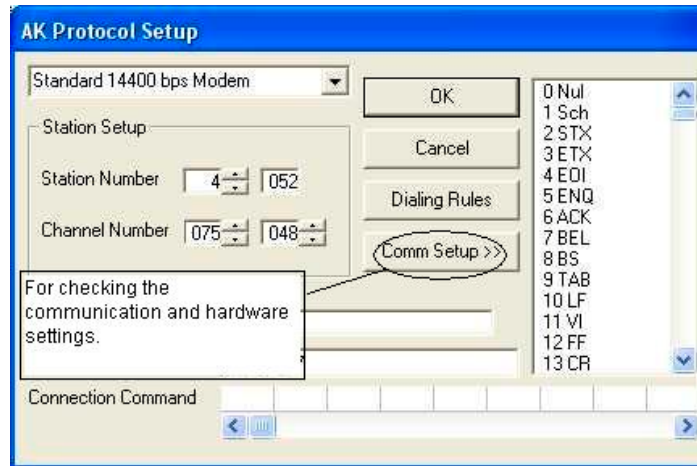 AK Protocol Setup
Standard 14400 bps Modem
Station Setup
Station Number 4 052
Channel Number 075 048
OK
Cancel
Dialing Rules
Comm Setup >>
For checking the
communication and hardware
settings.
Connection Command
0 Nul
1 Sch
2 STX
3 ETX
4 EOI
5 ENQ
6 ACK
7 BEL
8 BS
9 TAB
10 LF
11 VI
12 FF
13 CR